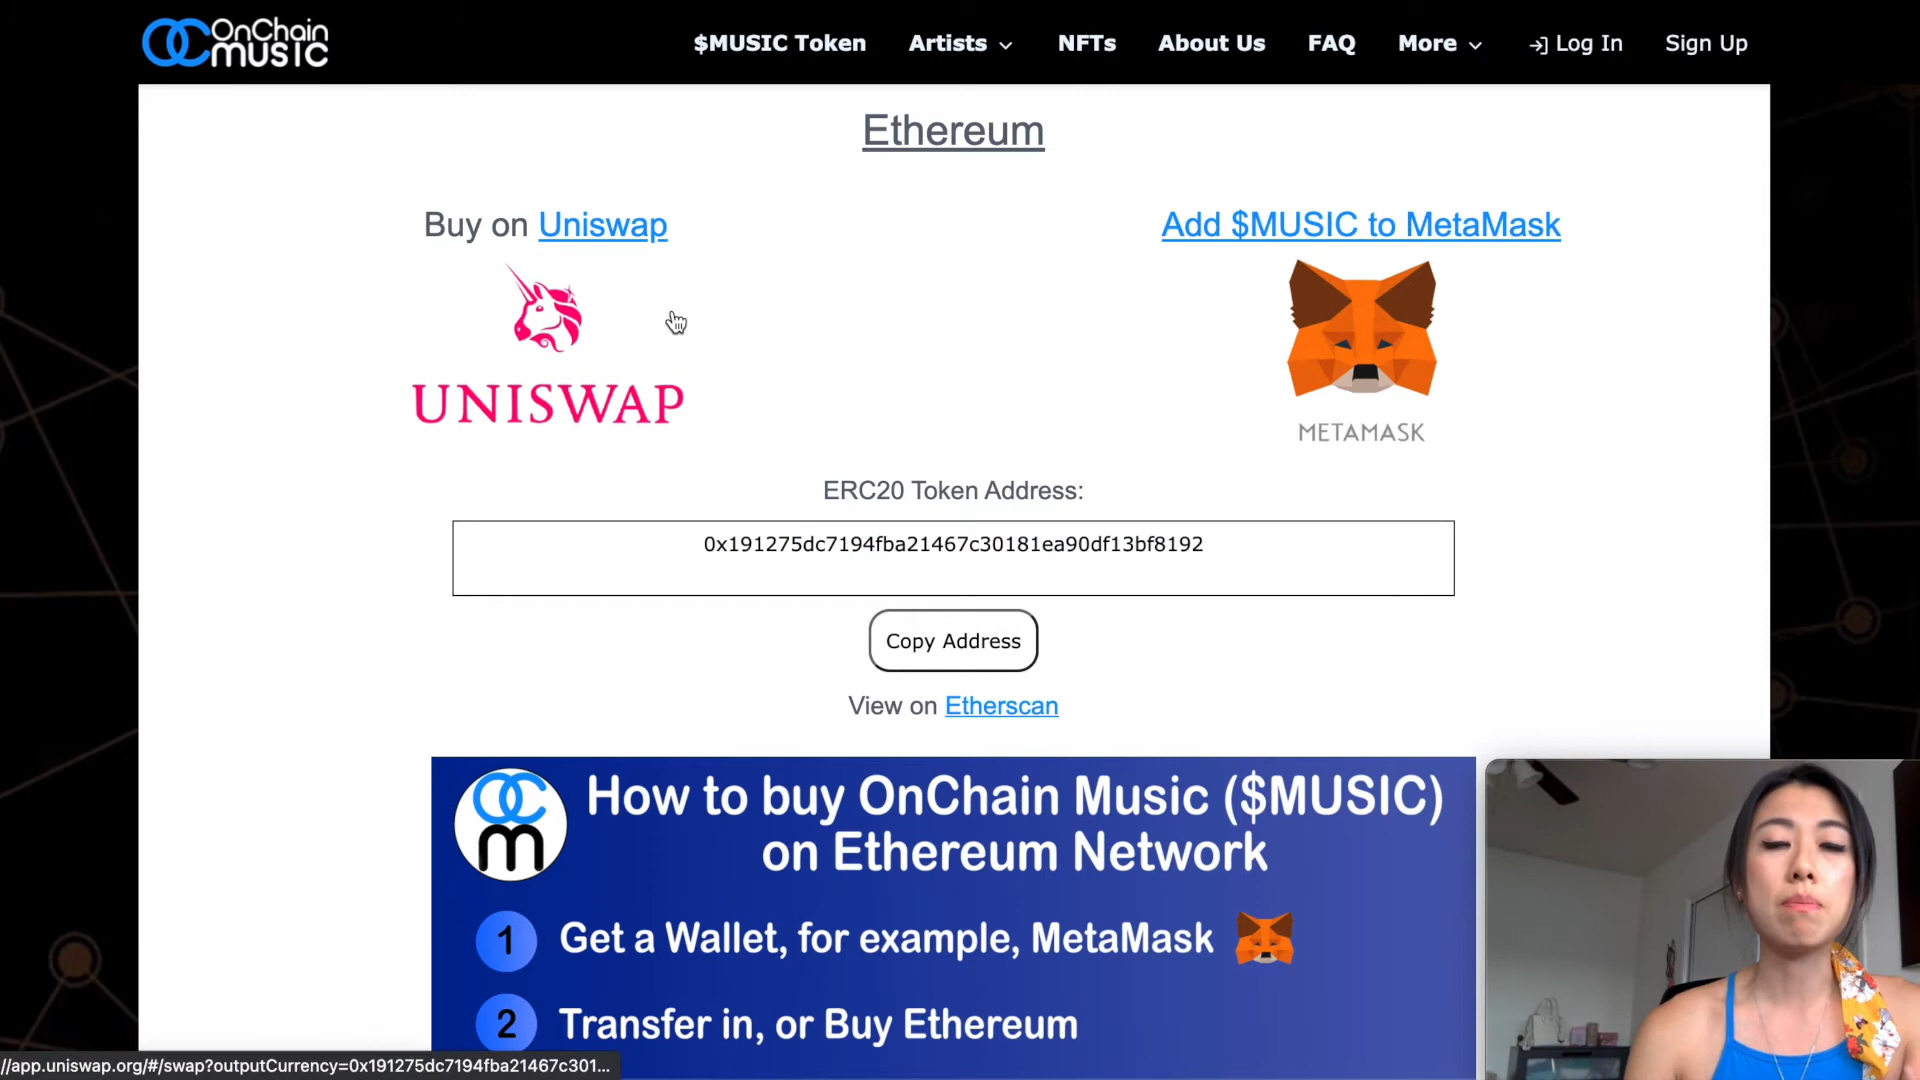 OnChain
MUSIC
$MUSIC Token
Artists
NFTs
About Us
FAQ
More
Log In
Sign Up
Ethereum
Buy on Uniswap
Add $MUSIC to MetaMask
UNISWAP
METAMASK
ERC20 Token Address:
0x191275dc7194fba21467c30181ea90df13bf8192
Copy Address
View on Etherscan
OC
m
How to buy OnChain Music ($MUSIC)
on Ethereum Network
1 Get a Wallet, for example, MetaMask
2 Transfer in, or Buy Ethereum
//app.uniswap.org/#/swap?outputCurrency=0x191275dc7194fba21467c301...